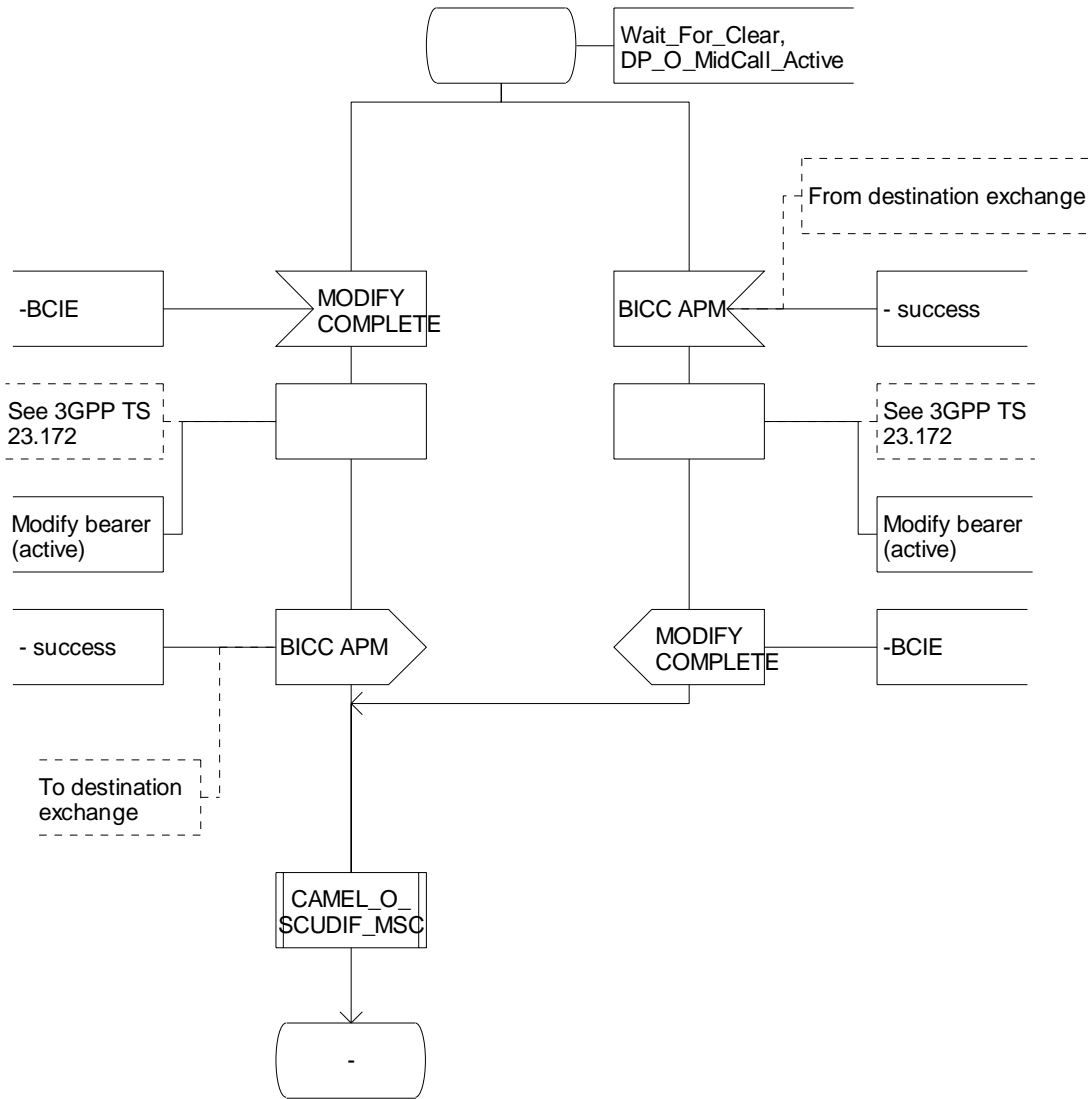 Wait_For_Clear,
DP_O_MidCall_Active
From destination exchange
-BCIE
MODIFY
COMPLETE
BICC APM
- success
See 3GPP TS
23.172
See 3GPP TS
23.172
Modify bearer
(active)
Modify bearer
(active)
- success
BICC APM
MODIFY
COMPLETE
-BCIE
To destination
exchange
CAMEL_O_
SCUDIF_MSC
-